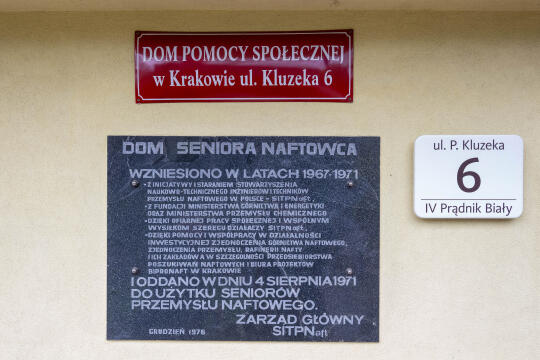 DOM POMOCY SPOŁECZNEJ
w Krakowie ul. Kluzeka 6
DOM SENIORA NAFTOWCA
WZNIESIONO W LATACH 1967-1971
•Z INICJATYWY I STARANIEM STOWARZYSZENIA
NAUKOWO-TECHNICZNEGO INŻYNIERÓW I TECHNIKÓW
PRZEMYSŁU NAFTOWEGO W POLSCE - SITPNaft,
•Z FUNDACJI MINISTERSTWA GÓRNICTWA I ENERGETYKI
ORAZ MINISTERSTWA PRZEMYSŁU CHEMICZNEGO
•DZIĘKI OFIARNEJ PRACY SPOŁECZNEJ I WSPÓLNYM
WYSIŁKOM SZEREGU DZIAŁACZY SITPNaft,
•DZIĘKI POMOCY I WSPÓŁPRACY W DZIAŁALNOŚCI
INWESTYCYJNEJ ZJEDNOCZENIA GÓRNICTWA NAFTOWEGO,
ZJEDNOCZENIA PRZEMYSŁU RAFINERII NAFTY
I ICH ZAKŁADÓW A W SZCZEGÓLNOŚCI PRZEDSIĘBIORSTWA
POSZUKIWAŃ NAFTOWYCH I BIURA PROJEKTÓW
BIPRONAFT W KRAKOWIE
I ODDANO W DNIU 4 SIERPNIA 1971
DO UŻYTKU SENIORÓW
PRZEMYSŁU NAFTOWEGO.
ZARZĄD GŁÓWNY
SITPNaft
GRUDZIEŃ 1976
ul. P. Kluzeka
6
IV Prądnik Biały